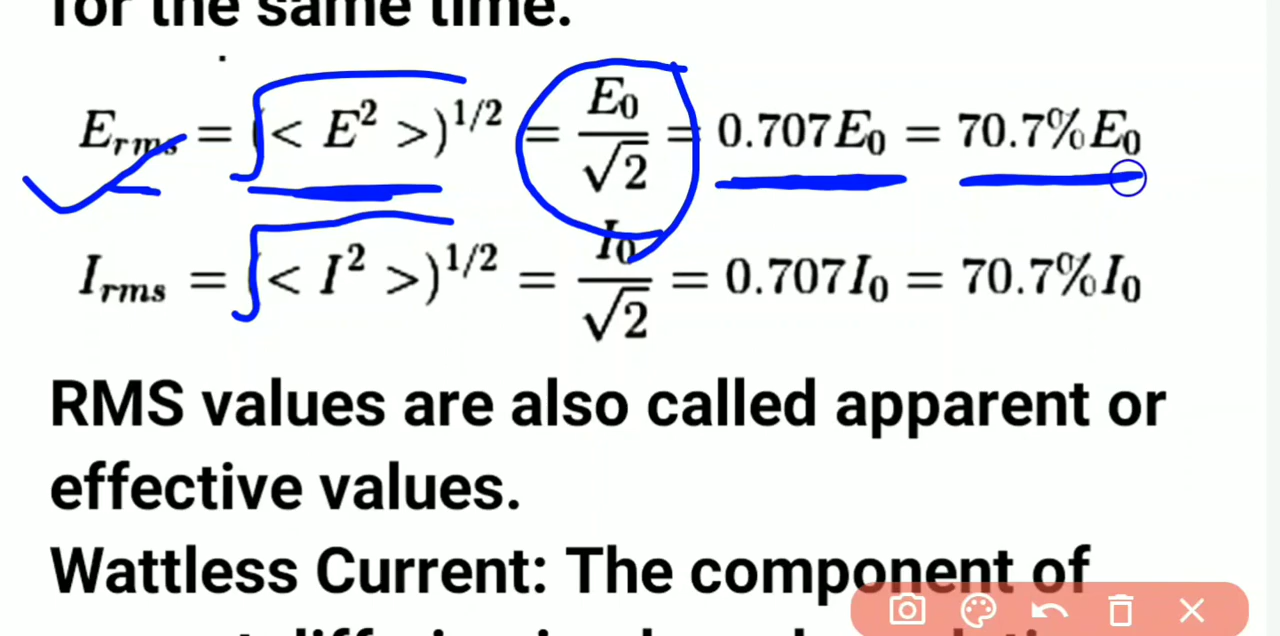 for the same time.
E_rms = (< E² >)^1/2 = E₀/√2 = 0.707E₀ = 70.7%E₀
I_rms = (< I² >)^1/2 = I₀/√2 = 0.707I₀ = 70.7%I₀
RMS values are also called apparent or
effective values.
Wattless Current: The component of